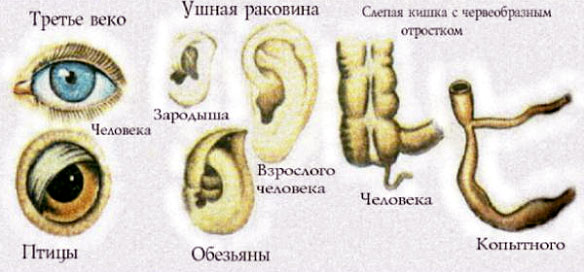 Третье веко
Человека
Птицы
Ушная раковина
Зародыша
Взрослого
человека
Обезьяны
Слепая кишка с червеобразным
отростком
Человека
Копытного